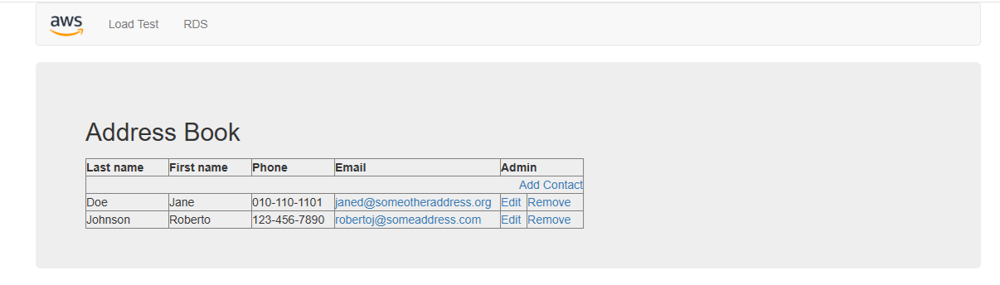 aws Load Test RDS
Address Book
Last name First name Phone Email Admin
Add Contact
Doe Jane 010-110-1101 janed@someotheraddress.org Edit Remove
Johnson Roberto 123-456-7890 robertoj@someaddress.com Edit Remove